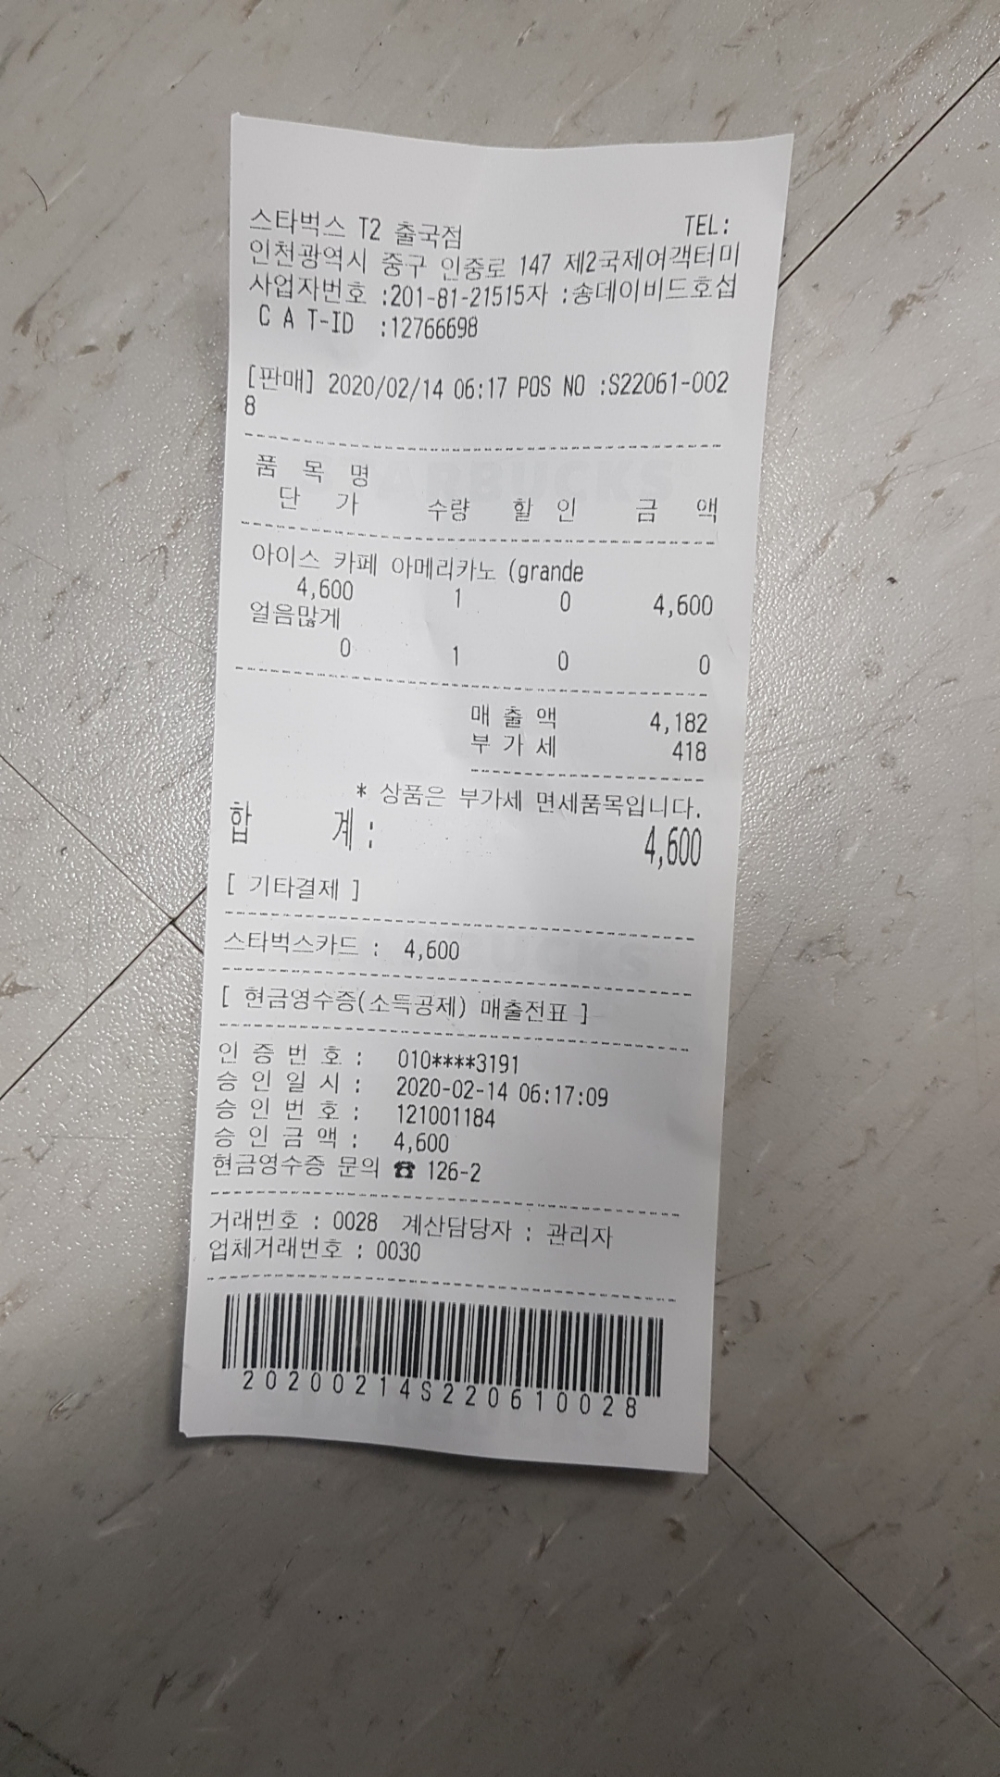 스타벅스 T2 출국점 TEL:
인천광역시 중구 인중로 147 제2국제여객터미
사업자번호 :201-81-21515자 :송데이비드호섭
C A T-ID :12766698
[판매] 2020/02/14 06:17 POS NO :S22061-002
8
품 목 명
단 가 수량 할 인 금 액
아이스 카페 아메리카노 (grande
4,600 1 0 4,600
얼음많게
0 1 0 0
매 출 액 4,182
부 가 세 418
* 상품은 부가세 면세품목입니다.
합 계 : 4,600
[ 기타결제 ]
스타벅스카드 : 4,600
[ 현금영수증(소득공제) 매출전표 ]
인 증 번 호 : 010****3191
승 인 일 시 : 2020-02-14 06:17:09
승 인 번 호 : 121001184
승 인 금 액 : 4,600
현금영수증 문의 ☎ 126-2
거래번호 : 0028 계산담당자 : 관리자
업체거래번호 : 0030
20200214S220610028